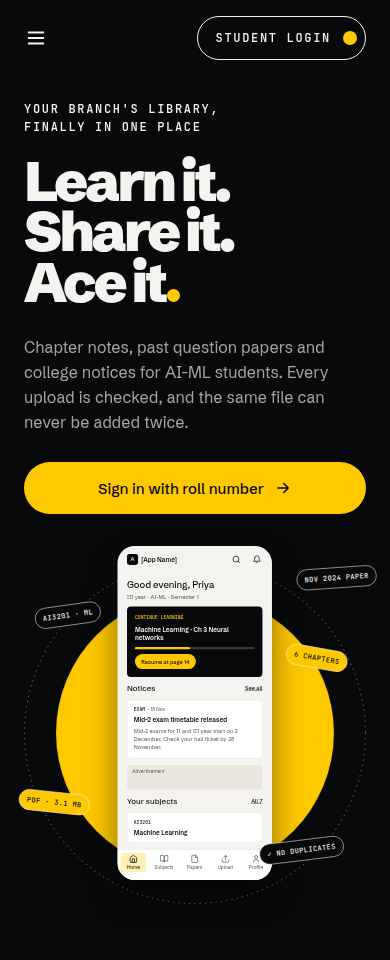 STUDENT LOGIN
YOUR BRANCH'S LIBRARY,
FINALLY IN ONE PLACE
Learn it.
Share it.
Ace it.
Chapter notes, past question papers and
college notices for AI-ML students. Every
upload is checked, and the same file can
never be added twice.
Sign in with roll number →
A [App Name]
NOV 2024 PAPER
Good evening, Priya
III year · AI-ML · Semester 1
AI3201 · ML
CONTINUE LEARNING
Machine Learning · Ch 3 Neural
networks
6 CHAPTERS
Resume at page 14
Notices See all
EXAM · 18 Nov
Mid-2 exam timetable released
Mid-2 exams for II and III year start on 2
December. Check your hall ticket by 28
November.
Advertisement
PDF · 3.1 MB
Your subjects All 7
AI3201
Machine Learning
✓ NO DUPLICATES
Home Subjects Papers Upload Profile